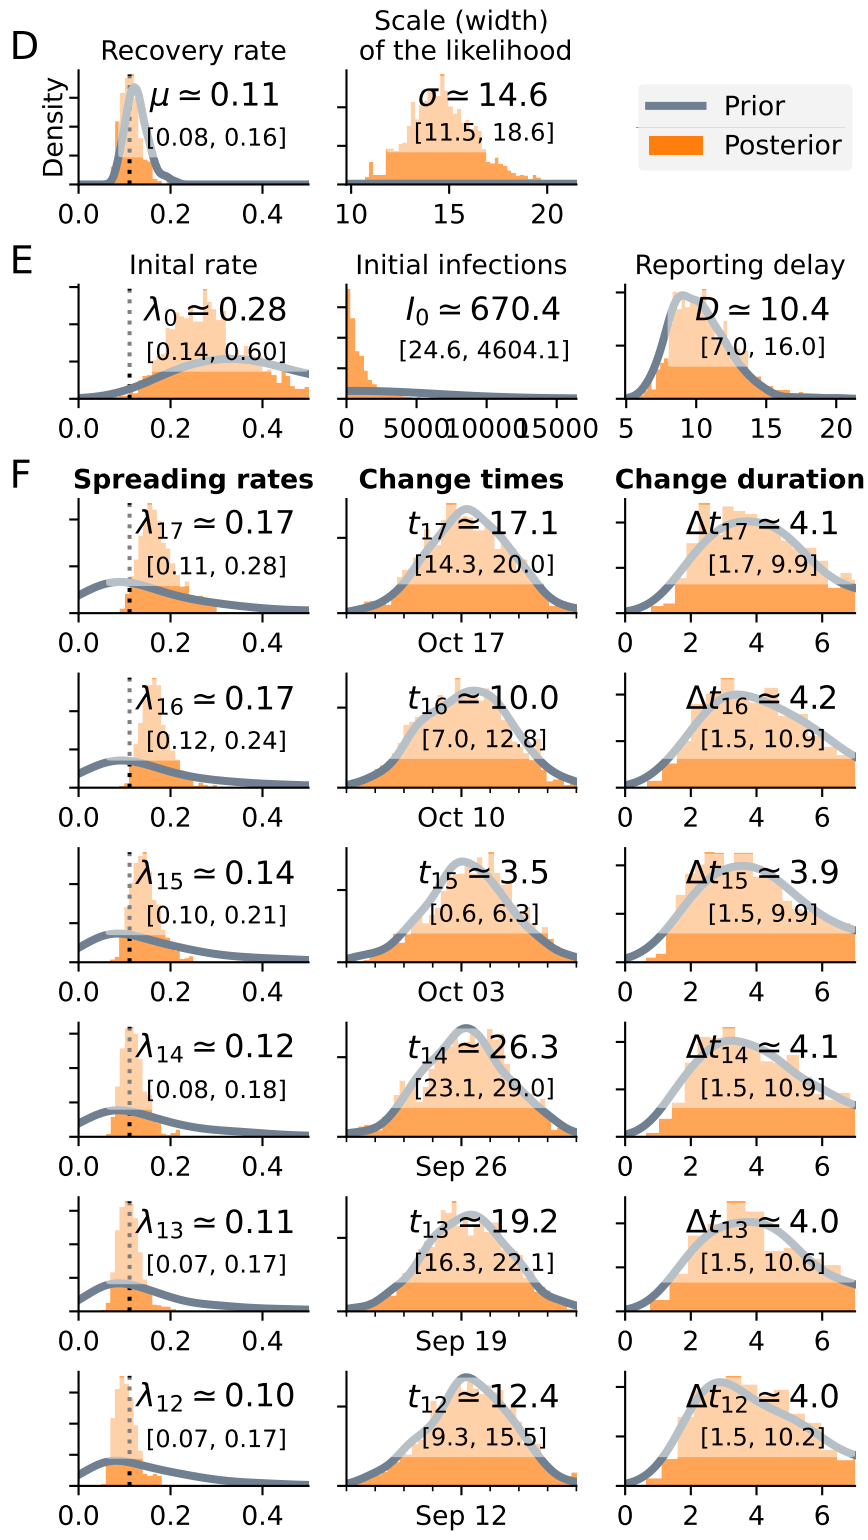 D
Recovery rate
Scale (width)
of the likelihood
Density
μ ≃ 0.11
[0.08, 0.16]
0.0 0.2 0.4
σ ≃ 14.6
[11.5, 18.6]
10 15 20
Prior
Posterior
E
Inital rate
λ0 ≃ 0.28
[0.14, 0.60]
0.0 0.2 0.4
Initial infections
I0 ≃ 670.4
[24.6, 4604.1]
0 5000 10000 15000
Reporting delay
D ≃ 10.4
[7.0, 16.0]
5 10 15 20
F
Spreading rates
Change times
Change duration
λ17 ≃ 0.17
[0.11, 0.28]
0.0 0.2 0.4
t17 ≃ 17.1
[14.3, 20.0]
Oct 17
Δt17 ≃ 4.1
[1.7, 9.9]
0 2 4 6
λ16 ≃ 0.17
[0.12, 0.24]
0.0 0.2 0.4
t16 ≃ 10.0
[7.0, 12.8]
Oct 10
Δt16 ≃ 4.2
[1.5, 10.9]
0 2 4 6
λ15 ≃ 0.14
[0.10, 0.21]
0.0 0.2 0.4
t15 ≃ 3.5
[0.6, 6.3]
Oct 03
Δt15 ≃ 3.9
[1.5, 9.9]
0 2 4 6
λ14 ≃ 0.12
[0.08, 0.18]
0.0 0.2 0.4
t14 ≃ 26.3
[23.1, 29.0]
Sep 26
Δt14 ≃ 4.1
[1.5, 10.9]
0 2 4 6
λ13 ≃ 0.11
[0.07, 0.17]
0.0 0.2 0.4
t13 ≃ 19.2
[16.3, 22.1]
Sep 19
Δt13 ≃ 4.0
[1.5, 10.6]
0 2 4 6
λ12 ≃ 0.10
[0.07, 0.17]
0.0 0.2 0.4
t12 ≃ 12.4
[9.3, 15.5]
Sep 12
Δt12 ≃ 4.0
[1.5, 10.2]
0 2 4 6